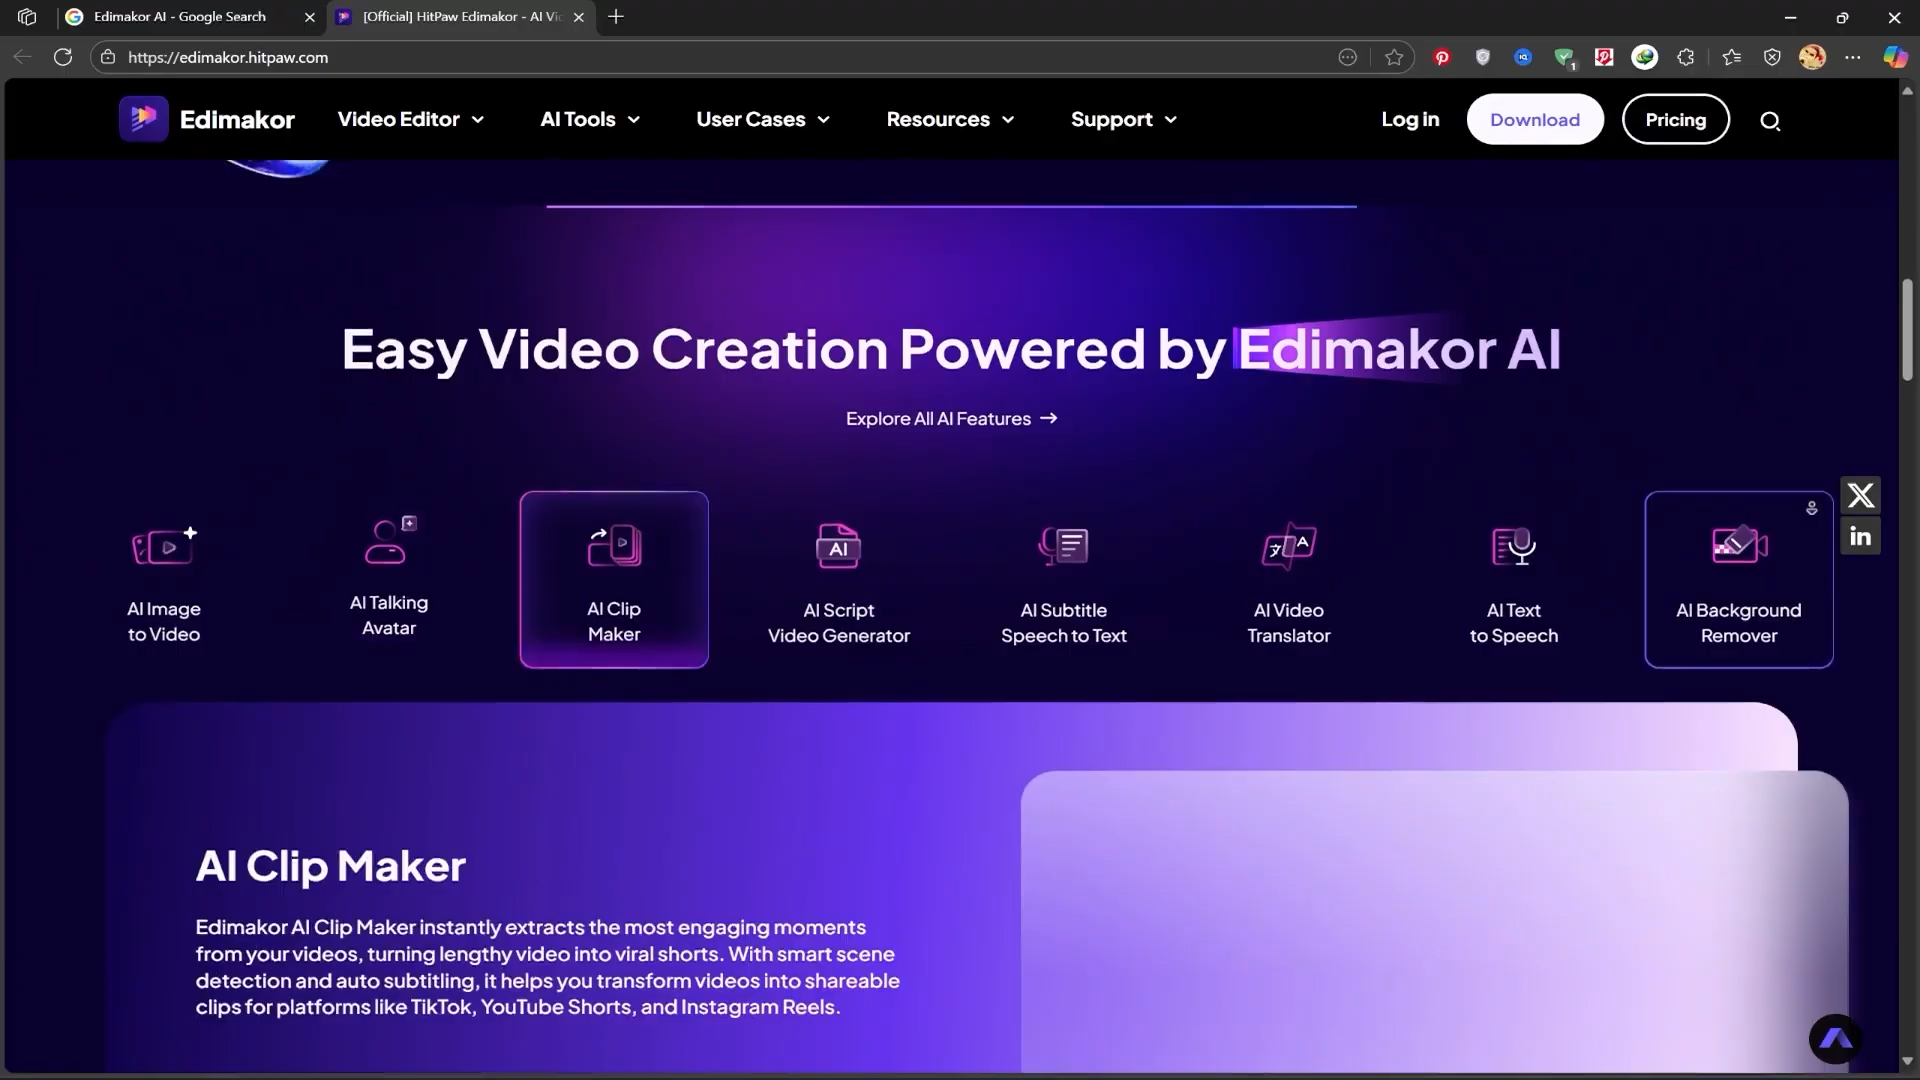 Edimakor AI - Google Search
[Official] HitPaw Edimakor - AI Vi
https://edimakor.hitpaw.com
1
Edimakor
Video Editor
AI Tools
User Cases
Resources
Support
Log in
Download
Pricing
Easy Video Creation Powered by Edimakor AI
Explore All AI Features →
AI Image
to Video
AI Talking
Avatar
AI Clip
Maker
AI
AI Script
Video Generator
AI Subtitle
Speech to Text
AI Video
Translator
AI Text
to Speech
AI Background
Remover
X
in
AI Clip Maker
Edimakor AI Clip Maker instantly extracts the most engaging moments
from your videos, turning lengthy video into viral shorts. With smart scene
detection and auto subtitling, it helps you transform videos into shareable
clips for platforms like TikTok, YouTube Shorts, and Instagram Reels.